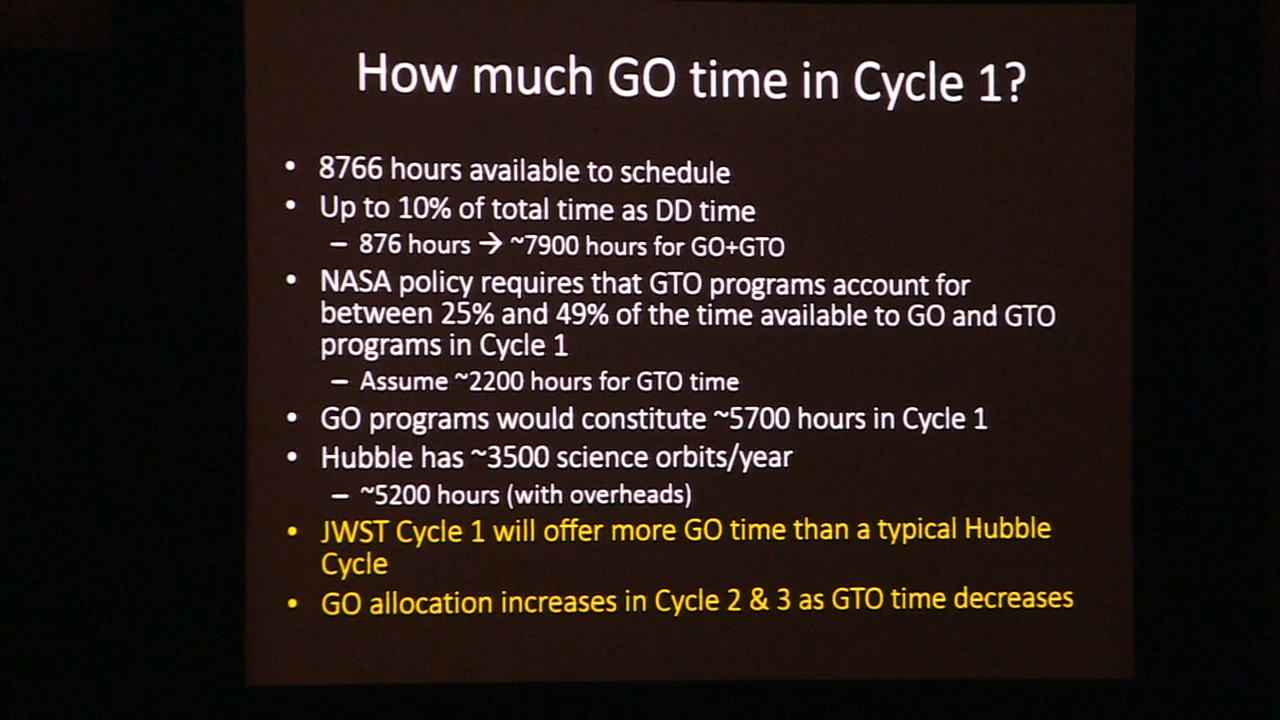 How much GO time in Cycle 1?
• 8766 hours available to schedule
• Up to 10% of total time as DD time
– 876 hours → ~7900 hours for GO+GTO
• NASA policy requires that GTO programs account for
between 25% and 49% of the time available to GO and GTO
programs in Cycle 1
– Assume ~2200 hours for GTO time
• GO programs would constitute ~5700 hours in Cycle 1
• Hubble has ~3500 science orbits/year
– ~5200 hours (with overheads)
• JWST Cycle 1 will offer more GO time than a typical Hubble
Cycle
• GO allocation increases in Cycle 2 & 3 as GTO time decreases